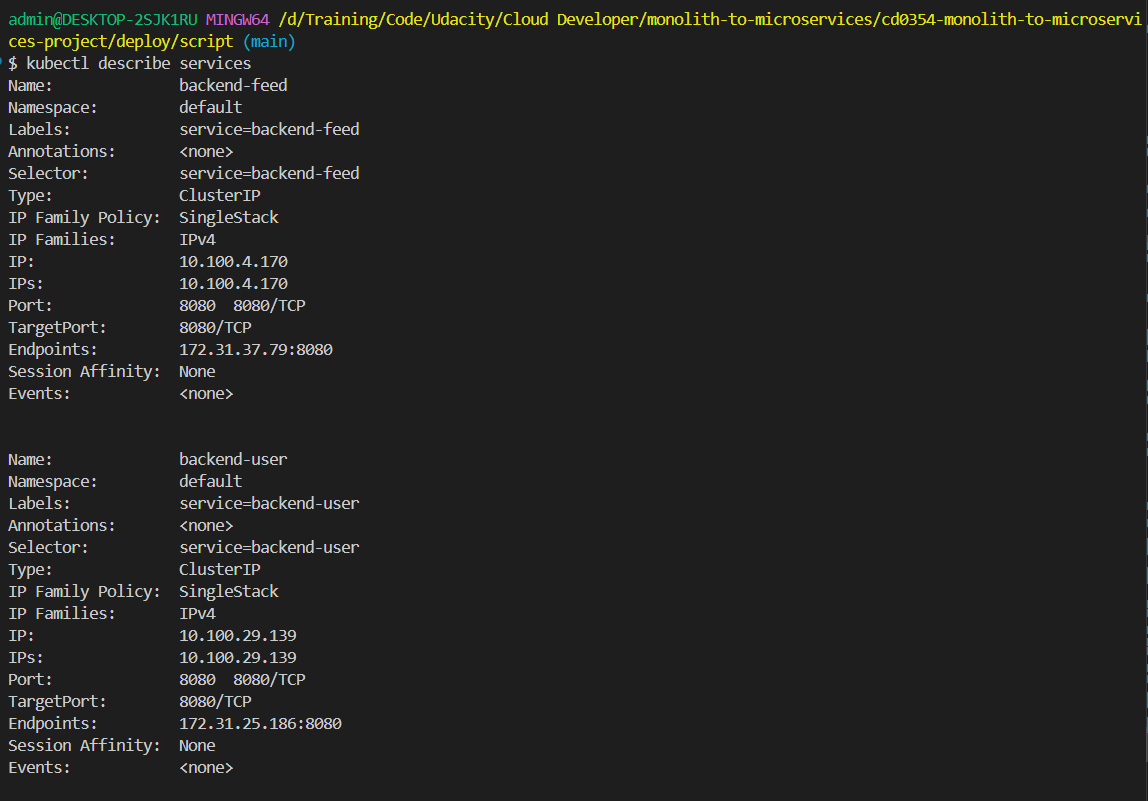 admin@DESKTOP-2SJK1RU MINGW64 /d/Training/Code/Udacity/Cloud Developer/monolith-to-microservices/cd0354-monolith-to-microservi
ces-project/deploy/script (main)
$ kubectl describe services
Name:              backend-feed
Namespace:         default
Labels:            service=backend-feed
Annotations:       <none>
Selector:          service=backend-feed
Type:              ClusterIP
IP Family Policy:  SingleStack
IP Families:       IPv4
IP:                10.100.4.170
IPs:               10.100.4.170
Port:              8080  8080/TCP
TargetPort:        8080/TCP
Endpoints:         172.31.37.79:8080
Session Affinity:  None
Events:            <none>
Name:              backend-user
Namespace:         default
Labels:            service=backend-user
Annotations:       <none>
Selector:          service=backend-user
Type:              ClusterIP
IP Family Policy:  SingleStack
IP Families:       IPv4
IP:                10.100.29.139
IPs:               10.100.29.139
Port:              8080  8080/TCP
TargetPort:        8080/TCP
Endpoints:         172.31.25.186:8080
Session Affinity:  None
Events:            <none>